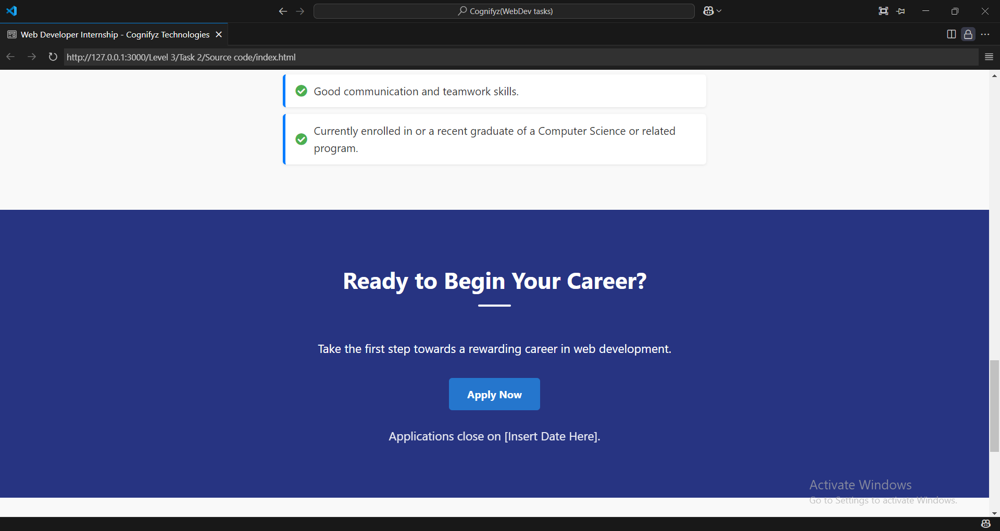 Cognifyz(WebDev tasks)
Web Developer Internship - Cognifyz Technologies
http://127.0.0.1:3000/Level 3/Task 2/Source code/index.html
Good communication and teamwork skills.
Currently enrolled in or a recent graduate of a Computer Science or related
program.
Ready to Begin Your Career?
Take the first step towards a rewarding career in web development.
Apply Now
Applications close on [Insert Date Here].
Activate Windows
Go to Settings to activate Windows.